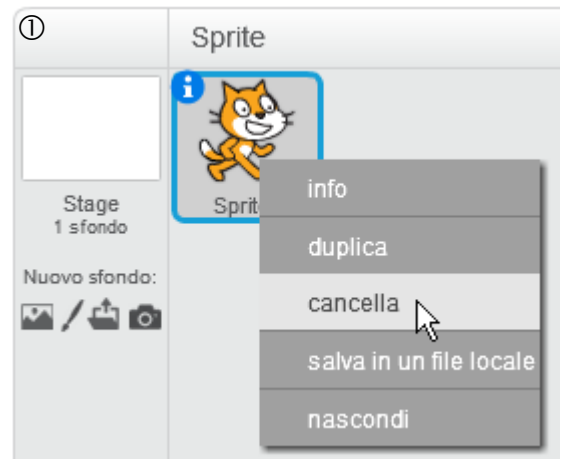 ①
Sprite
i
Sprit
Stage
1 sfondo
Nuovo sfondo:
info
duplica
cancella
salva in un file locale
nascondi